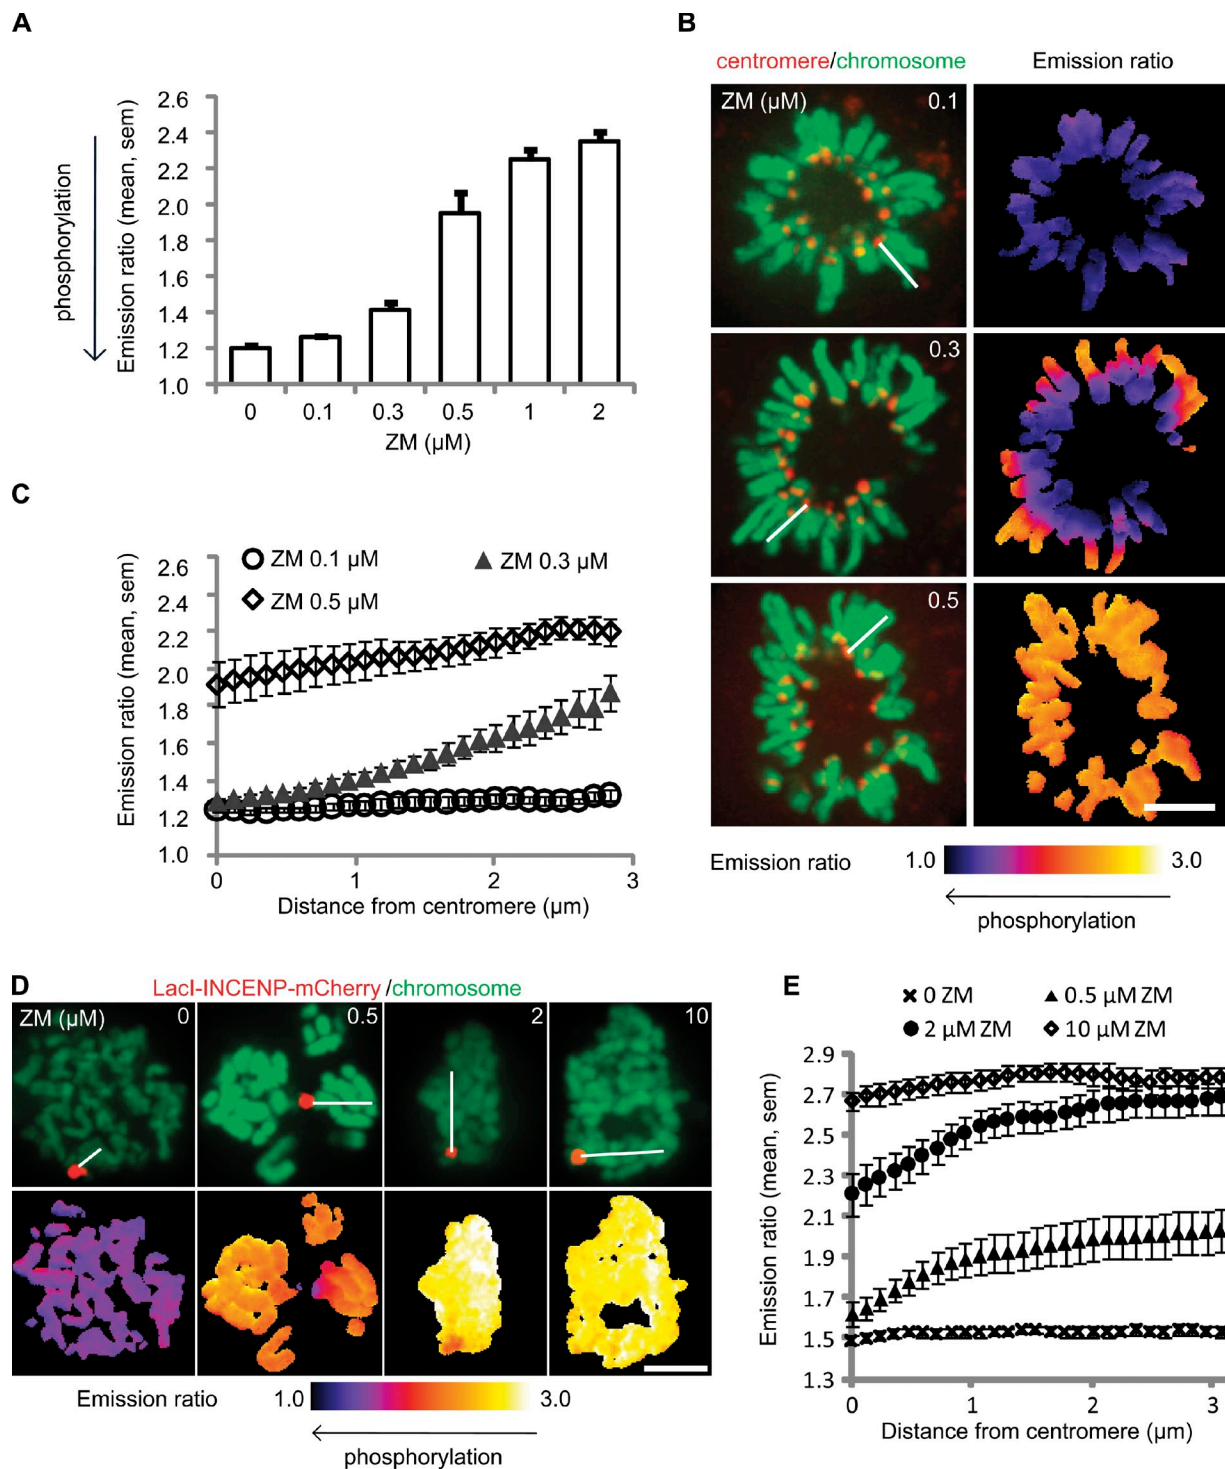 A
phosphorylation
Emission ratio (mean, sem)
2.6
2.4
2.2
2.0
1.8
1.6
1.4
1.2
1.0
0 0.1 0.3 0.5 1 2
ZM (µM)
B
centromere/chromosome Emission ratio
ZM (µM) 0.1
0.3
0.5
Emission ratio 1.0 3.0
phosphorylation
C
ZM 0.1 µM ZM 0.3 µM
ZM 0.5 µM
Emission ratio (mean, sem)
2.6
2.4
2.2
2.0
1.8
1.6
1.4
1.2
1.0
0 1 2 3
Distance from centromere (µm)
D
LacI-INCENP-mCherry/chromosome
ZM (µM) 0 0.5 2 10
Emission ratio 1.0 3.0
phosphorylation
E
0 ZM 0.5 µM ZM
2 µM ZM 10 µM ZM
Emission ratio (mean, sem)
2.9
2.7
2.5
2.3
2.1
1.9
1.7
1.5
1.3
0 1 2 3
Distance from centromere (µm)